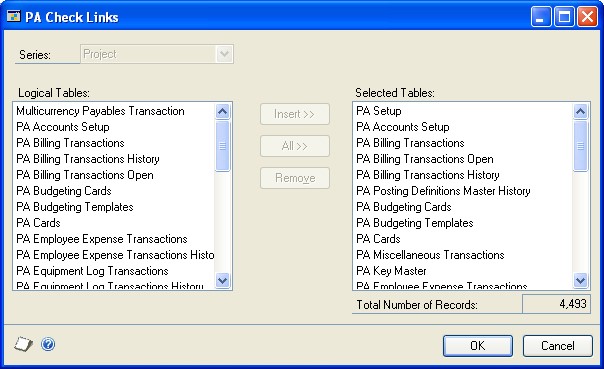 PA Check Links
Series: Project
Logical Tables:
Multicurrency Payables Transaction
PA Accounts Setup
PA Billing Transactions
PA Billing Transactions History
PA Billing Transactions Open
PA Budgeting Cards
PA Budgeting Templates
PA Cards
PA Employee Expense Transactions
PA Employee Expense Transactions Histo
PA Equipment Log Transactions
PA Equipment Log Transactions History
Insert >>
All >>
Remove
Selected Tables:
PA Setup
PA Accounts Setup
PA Billing Transactions
PA Billing Transactions Open
PA Billing Transactions History
PA Posting Definitions Master History
PA Budgeting Cards
PA Budgeting Templates
PA Cards
PA Miscellaneous Transactions
PA Key Master
PA Employee Expense Transactions
Total Number of Records: 4,493
OK
Cancel